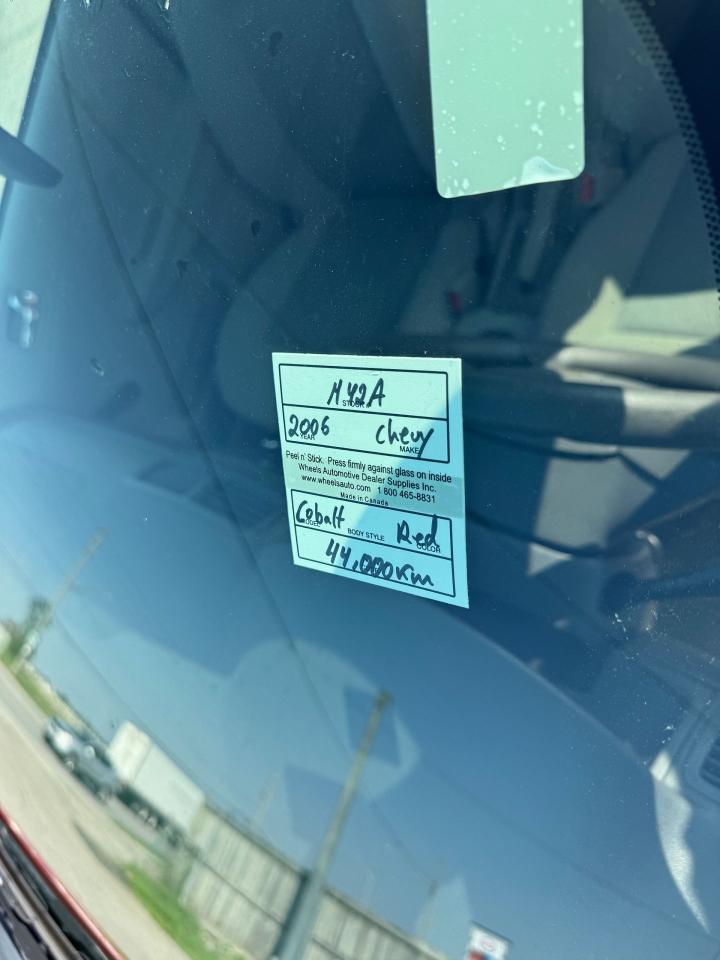 M42A
STOCK #
2006 Chevy
YEAR MAKE
Peel n' Stick. Press firmly against glass on inside
Wheels Automotive Dealer Supplies Inc.
www.wheelsauto.com 1 800 465-8831
Made in Canada
Cobalt Red
MODEL BODY STYLE COLOR
44,000km